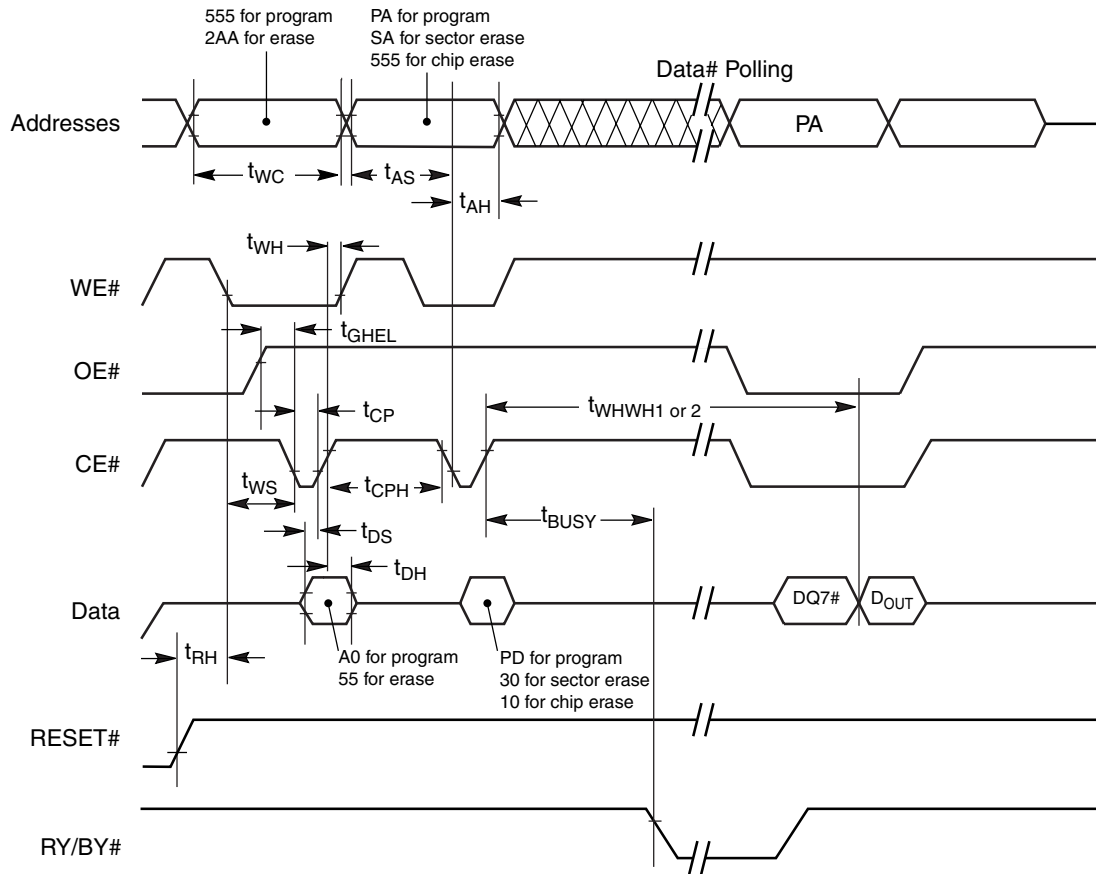 555 for program
2AA for erase
PA for program
SA for sector erase
555 for chip erase
Data# Polling
Addresses
PA
tWC
tAS
tAH
tWH
WE#
tGHEL
OE#
tWHWH1 or 2
tCP
CE#
tWS
tCPH
tBUSY
tDS
tDH
Data
DQ7#
DOUT
tRH
A0 for program
55 for erase
PD for program
30 for sector erase
10 for chip erase
RESET#
RY/BY#